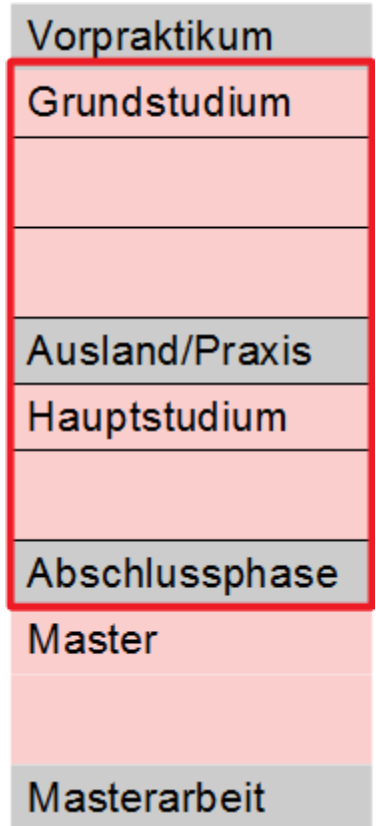 Vorpraktikum
Grundstudium
Ausland/Praxis
Hauptstudium
Abschlussphase
Master
Masterarbeit